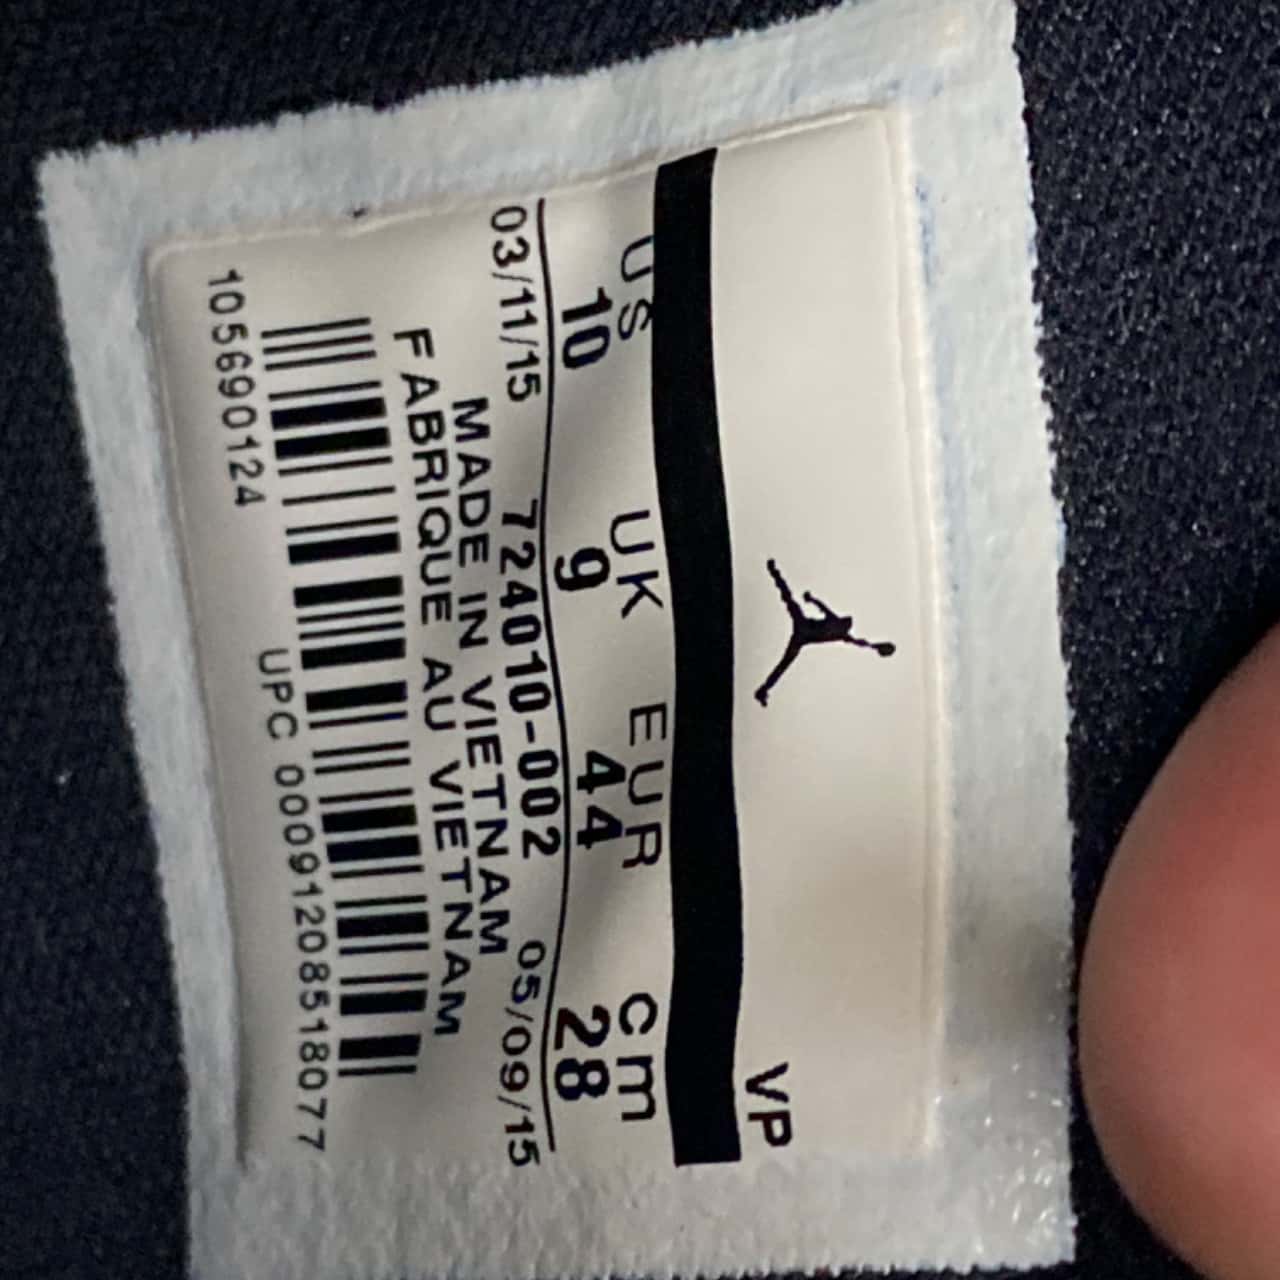 VP
US UK EUR cm
10 9 44 28
03/11/15 724010-002 05/09/15
MADE IN VIETNAM
FABRIQUE AU VIETNAM
UPC 00091208518077
105690124